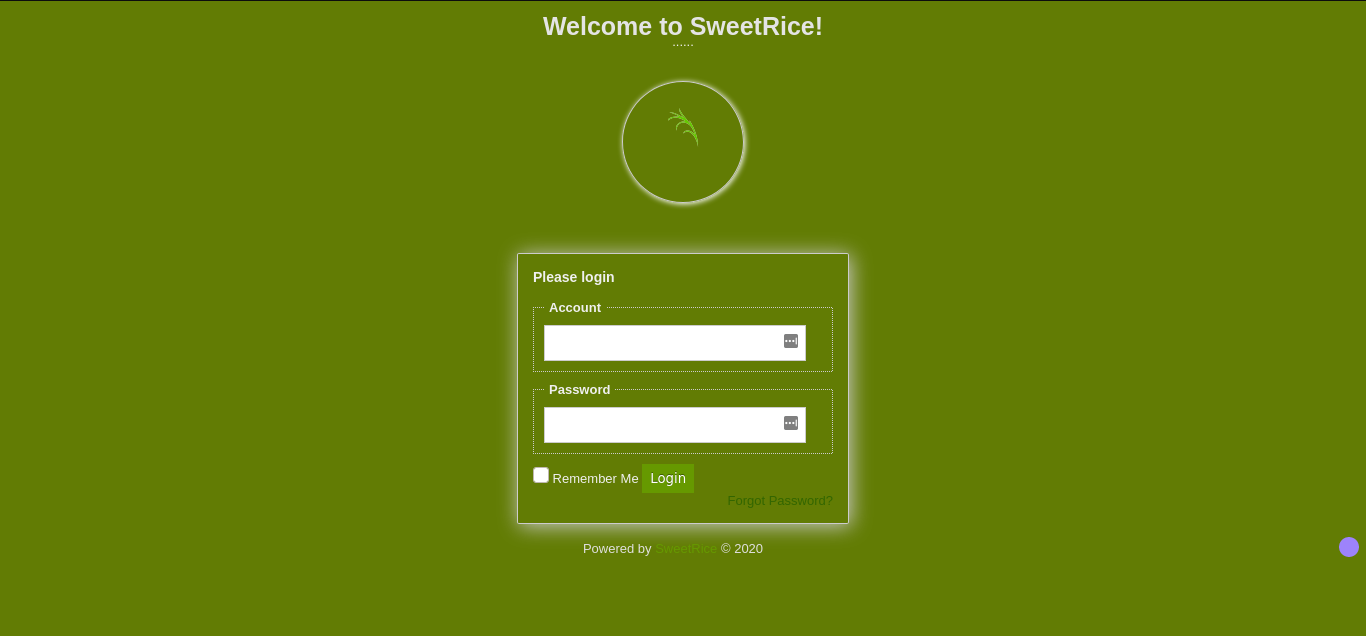 Welcome to SweetRice!
......
Please login
Account
Password
Remember Me Login
Forgot Password?
Powered by SweetRice © 2020